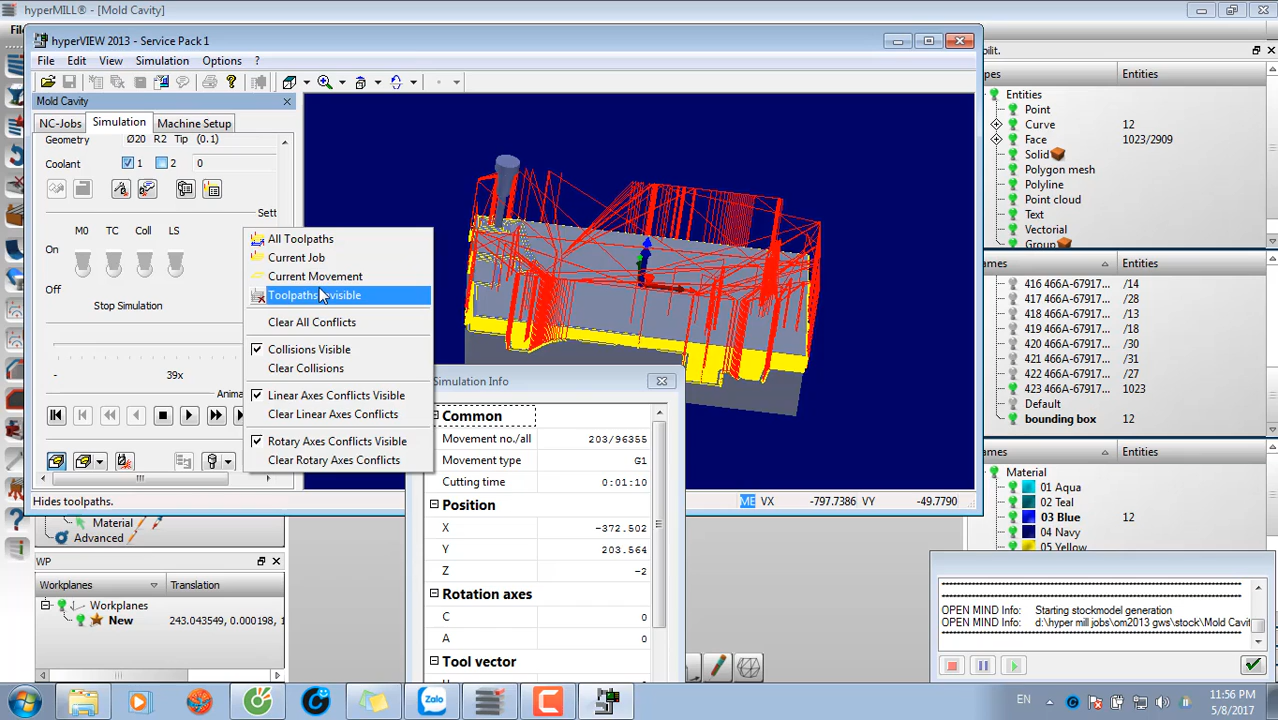 hyperMILL® - [Mold Cavity]
hyperVIEW 2013 - Service Pack 1
File Edit View Simulation Options ?
Mold Cavity
NC-Jobs Simulation Machine Setup
Geometry Ø20 R2 Tip (0.1)
Coolant 1 2 0
M0 TC Coll LS
On
Off
Stop Simulation
- 39x
All Toolpaths
Current Job
Current Movement
Clear All Conflicts
Collisions Visible
Clear Collisions
Linear Axes Conflicts Visible
Clear Linear Axes Conflicts
Rotary Axes Conflicts Visible
Clear Rotary Axes Conflicts
Hides toolpaths.
VX -797.7386 VY -49.7790
Simulation Info
Common
Movement no./all 203/96355
Movement type G1
Cutting time 0:01:10
Position
X -372.502
Y 203.564
Z -2
Rotation axes
C 0
A 0
Tool vector
Material
Advanced
WP
Workplanes Translation
Workplanes
New 243.043549, 0.000198, 1
Entities
Entities
Point
Curve 12
Face 1023/2909
Solid
Polygon mesh
Polyline
Point cloud
Text
Vectorial
Group
Entities
416 466A-67917... /14
417 466A-67917... /28
418 466A-67917... /13
419 466A-67917... /12
420 466A-67917... /30
421 466A-67917... /29
422 466A-67917... /27
423 466A-67917... 1023
Default
bounding box 12
Entities
Material
01 Aqua
02 Teal
03 Blue 12
04 Navy
05 Yellow
OPEN MIND Info: Starting stockmodel generation
OPEN MIND Info: d:\hyper mill jobs\om2013 gws\stock\Mold Cavit
Zalo
EN
11:56 PM
5/8/2017